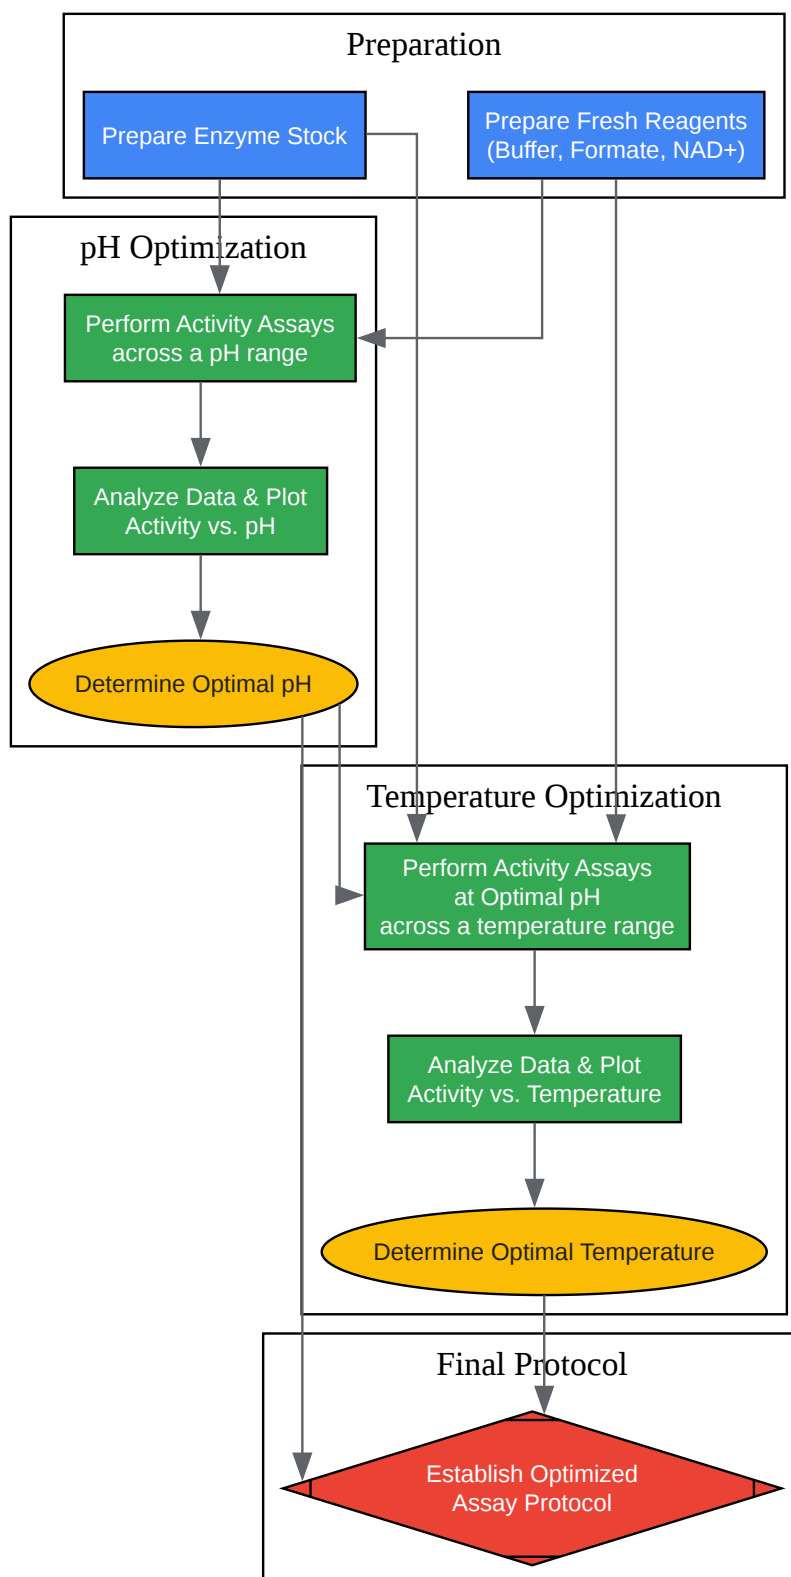 Preparation
Prepare Enzyme Stock
Prepare Fresh Reagents
(Buffer, Formate, NAD+)
pH Optimization
Perform Activity Assays
across a pH range
Analyze Data & Plot
Activity vs. pH
Determine Optimal pH
Temperature Optimization
Perform Activity Assays
at Optimal pH
across a temperature range
Analyze Data & Plot
Activity vs. Temperature
Determine Optimal Temperature
Final Protocol
Establish Optimized
Assay Protocol